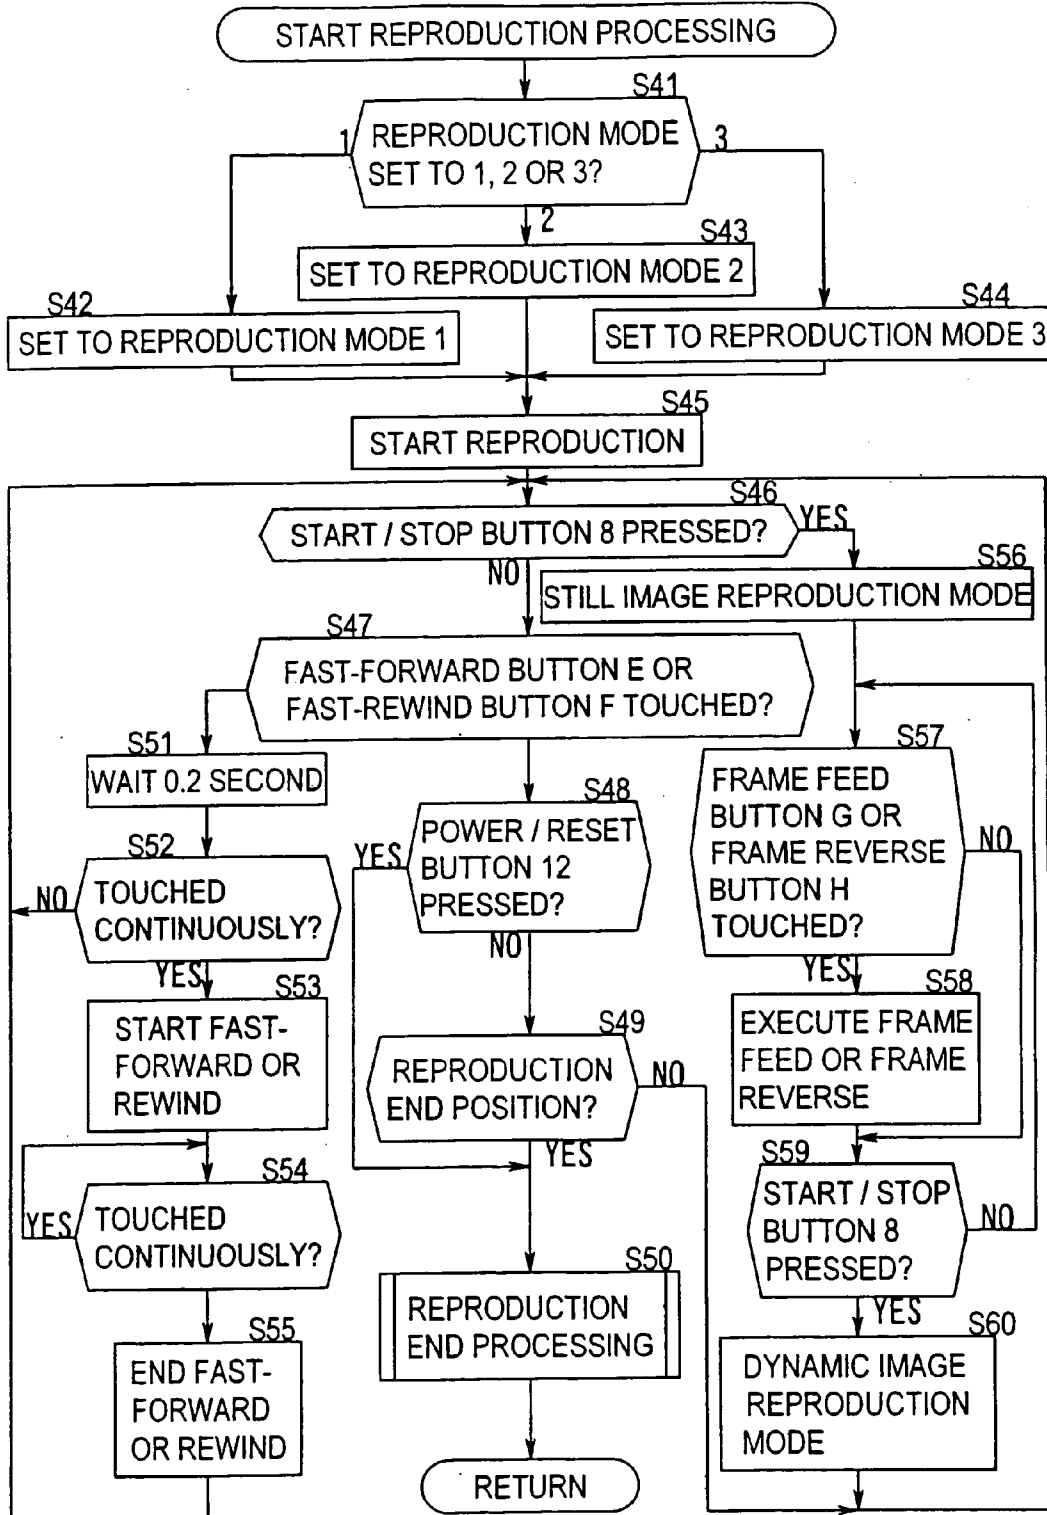 START REPRODUCTION PROCESSING
S41
REPRODUCTION MODE
SET TO 1, 2 OR 3?
1
3
2
S43
SET TO REPRODUCTION MODE 2
S42
SET TO REPRODUCTION MODE 1
S44
SET TO REPRODUCTION MODE 3
S45
START REPRODUCTION
S46
START / STOP BUTTON 8 PRESSED?
YES
NO
S56
STILL IMAGE REPRODUCTION MODE
S47
FAST-FORWARD BUTTON E OR
FAST-REWIND BUTTON F TOUCHED?
S51
WAIT 0.2 SECOND
S52
TOUCHED
CONTINUOUSLY?
NO
YES
S53
START FAST-
FORWARD OR
REWIND
S54
TOUCHED
CONTINUOUSLY?
YES
S55
END FAST-
FORWARD
OR REWIND
S48
POWER / RESET
BUTTON 12
PRESSED?
YES
NO
S49
REPRODUCTION
END POSITION?
NO
YES
S50
REPRODUCTION
END PROCESSING
RETURN
S57
FRAME FEED
BUTTON G OR
FRAME REVERSE
BUTTON H
TOUCHED?
NO
YES
S58
EXECUTE FRAME
FEED OR FRAME
REVERSE
S59
START / STOP
BUTTON 8
PRESSED?
NO
YES
S60
DYNAMIC IMAGE
REPRODUCTION
MODE